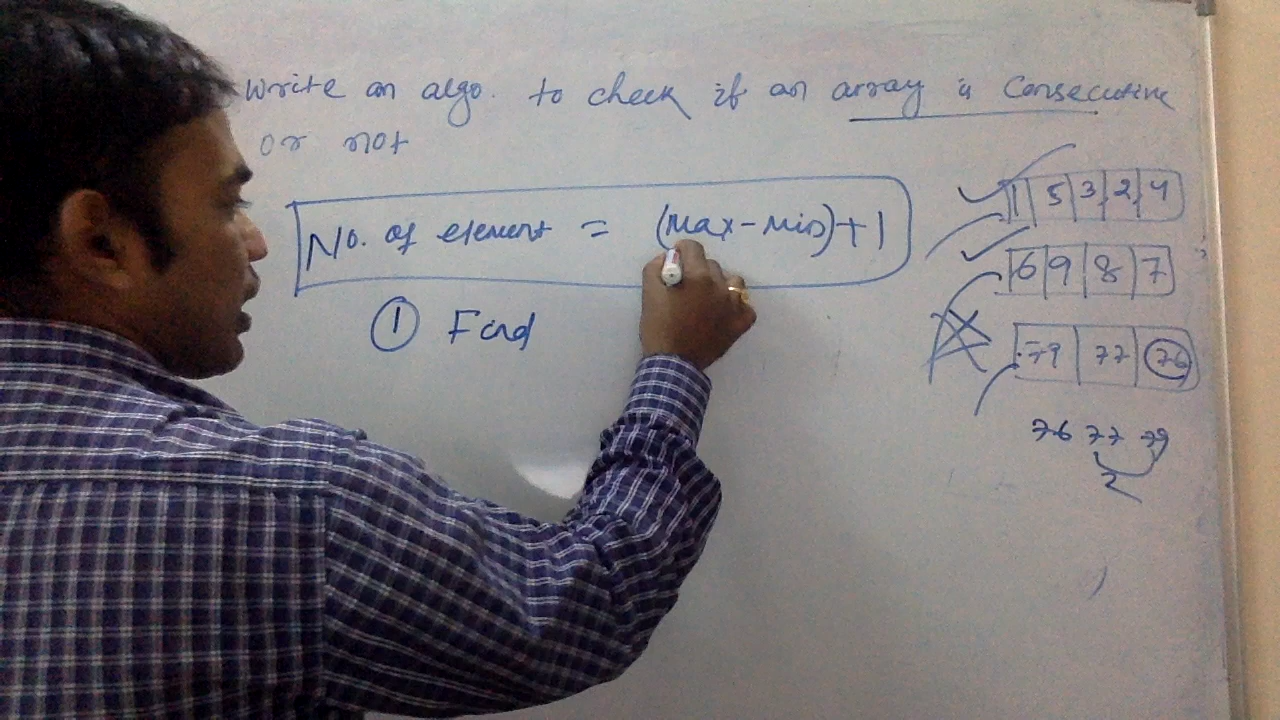 Write an algo. to check if an array is Consecutive
or not
No. of element = (Max-Min)+1
① Find
1 5 3 2 4
6 9 8 7
79 77 76
76 77 79
2